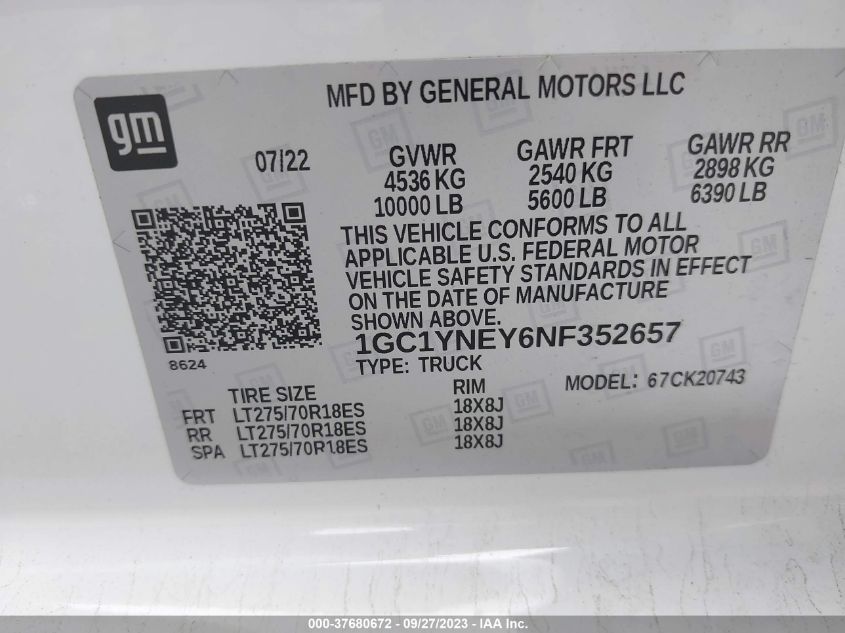 MFD BY GENERAL MOTORS LLC
gm
07/22
GVWR GAWR FRT GAWR RR
4536 KG 2540 KG 2898 KG
10000 LB 5600 LB 6390 LB
THIS VEHICLE CONFORMS TO ALL
APPLICABLE U.S. FEDERAL MOTOR
VEHICLE SAFETY STANDARDS IN EFFECT
ON THE DATE OF MANUFACTURE
SHOWN ABOVE.
1GC1YNEY6NF352657
8624
TYPE: TRUCK
MODEL: 67CK20743
TIRE SIZE RIM
FRT LT275/70R18ES 18X8J
RR LT275/70R18ES 18X8J
SPA LT275/70R18ES 18X8J
000-37680672 / 09/27/2023 - IAA Inc.